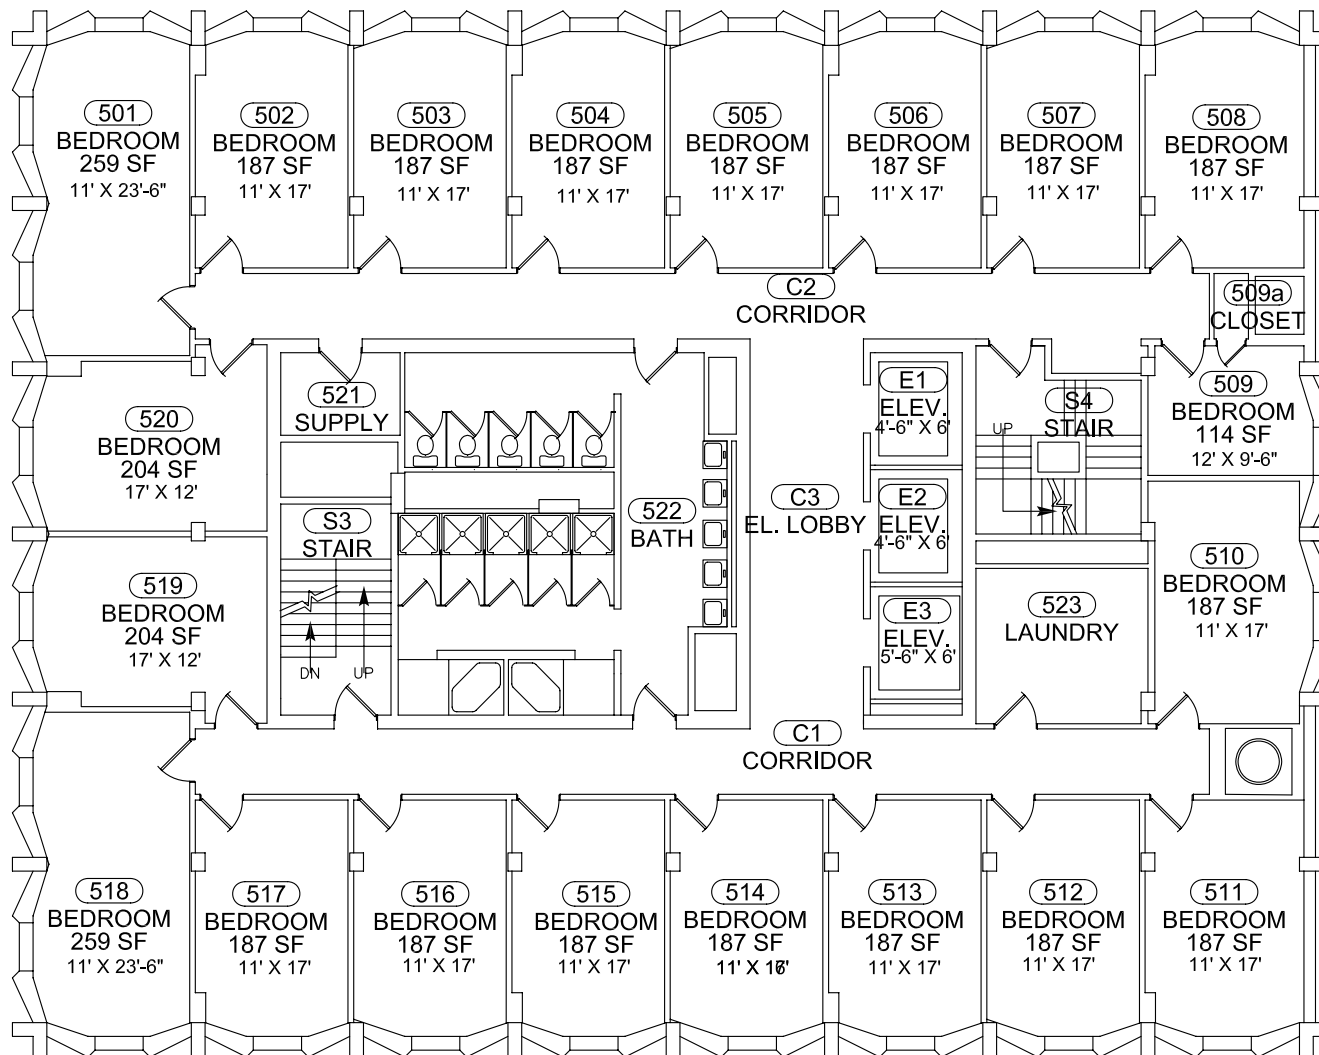 501
BEDROOM
259 SF
11' X 23'-6"
502
BEDROOM
187 SF
11' X 17'
503
BEDROOM
187 SF
11' X 17'
504
BEDROOM
187 SF
11' X 17'
505
BEDROOM
187 SF
11' X 17'
506
BEDROOM
187 SF
11' X 17'
507
BEDROOM
187 SF
11' X 17'
508
BEDROOM
187 SF
11' X 17'
C2
CORRIDOR
509a
CLOSET
520
BEDROOM
204 SF
17' X 12'
521
SUPPLY
E1
ELEV.
4'-6" X 6'
UP
S4
STAIR
509
BEDROOM
114 SF
12' X 9'-6"
S3
STAIR
522
BATH
C3
EL. LOBBY
E2
ELEV.
4'-6" X 6'
519
BEDROOM
204 SF
17' X 12'
DN
UP
E3
ELEV.
5'-6" X 6'
523
LAUNDRY
510
BEDROOM
187 SF
11' X 17'
C1
CORRIDOR
518
BEDROOM
259 SF
11' X 23'-6"
517
BEDROOM
187 SF
11' X 17'
516
BEDROOM
187 SF
11' X 17'
515
BEDROOM
187 SF
11' X 17'
514
BEDROOM
187 SF
11' X
513
BEDROOM
187 SF
11' X 17'
512
BEDROOM
187 SF
11' X 17'
511
BEDROOM
187 SF
11' X 17'